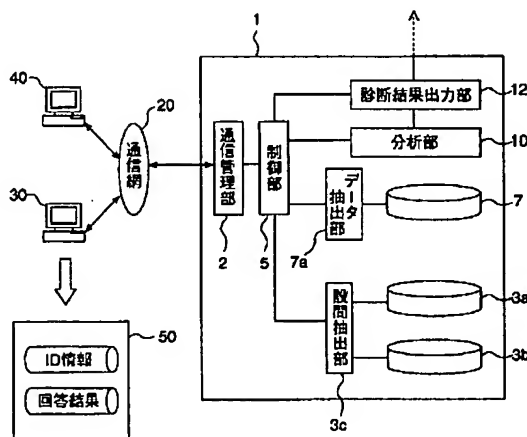 1
40
20
12
診断結果出力部
10
分析部
通信網
通信管理部
制御部
30
データ抽出部
7
2
5
7a
設問抽出部
3a
50
ID情報
3b
回答結果
3c